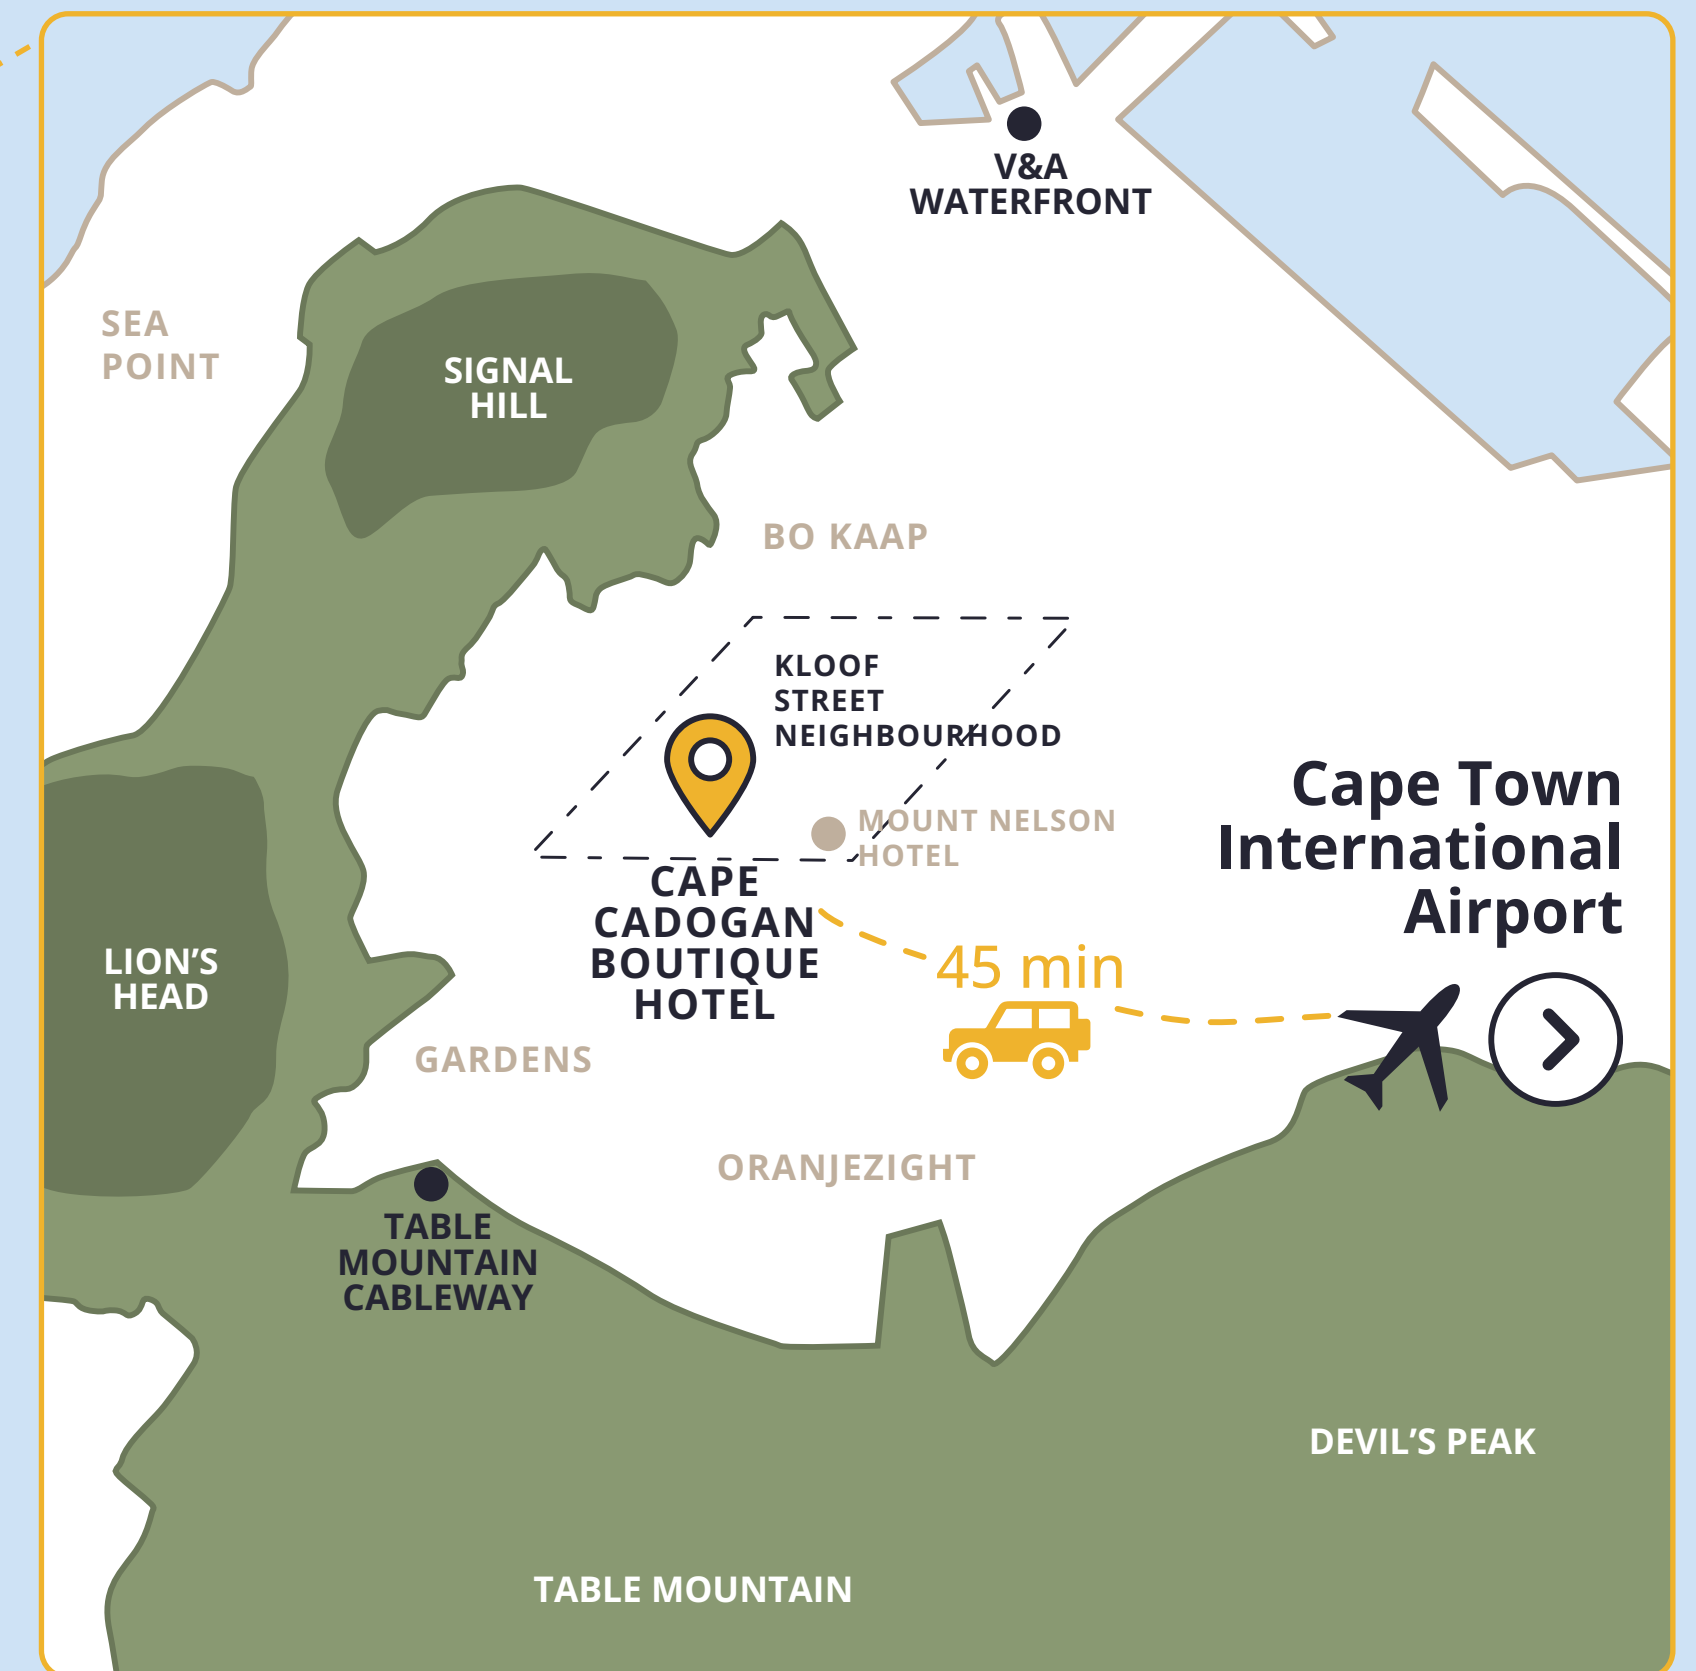 V&A
WATERFRONT
SEA
POINT
SIGNAL
HILL
BO KAAP
KLOOF
STREET
NEIGHBOURHOOD
MOUNT NELSON
HOTEL
Cape Town
International
Airport
CAPE
CADOGAN
BOUTIQUE
HOTEL
45 min
LION’S
HEAD
GARDENS
ORANJEZIGHT
TABLE
MOUNTAIN
CABLEWAY
DEVIL’S PEAK
TABLE MOUNTAIN